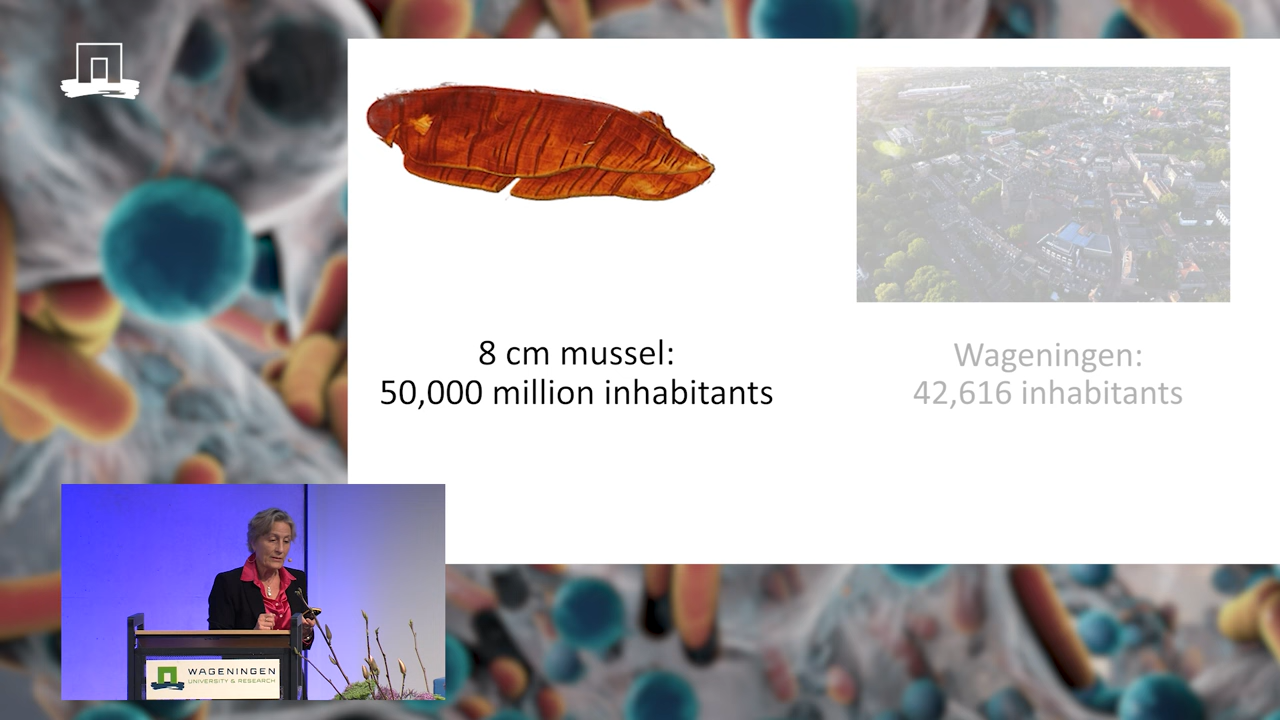 8 cm mussel:
50,000 million inhabitants
Wageningen:
42,616 inhabitants
WAGENINGEN
UNIVERSITY & RESEARCH